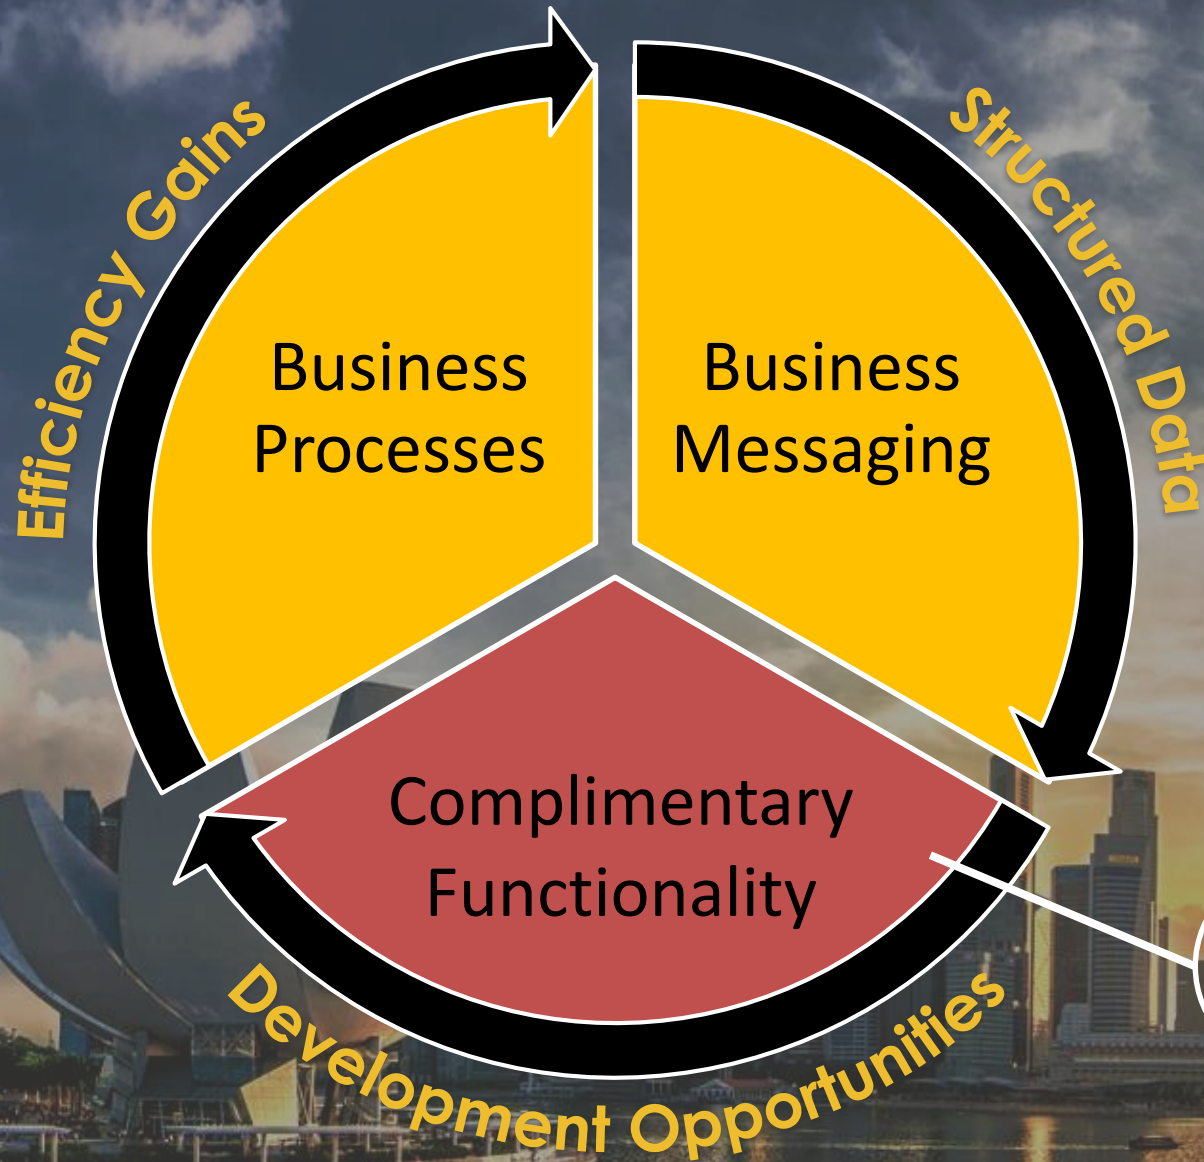 Efficiency Gains
Structured Data
Business
Processes
Business
Messaging
Complimentary
Functionality
Development Opportunities